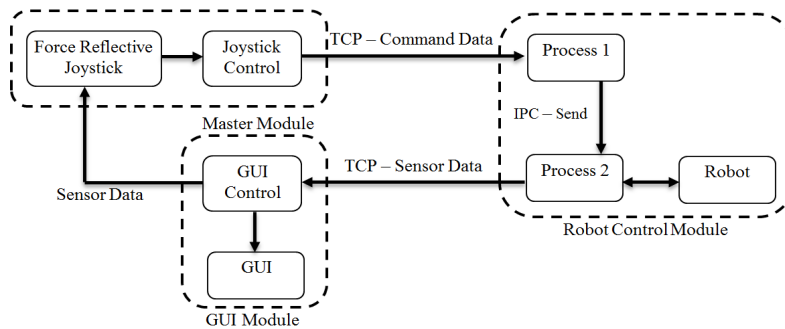 Force Reflective
Joystick
Joystick
Control
TCP – Command Data
Process 1
Master Module
IPC – Send
GUI
Control
TCP – Sensor Data
Process 2
Robot
Sensor Data
Robot Control Module
GUI
GUI Module